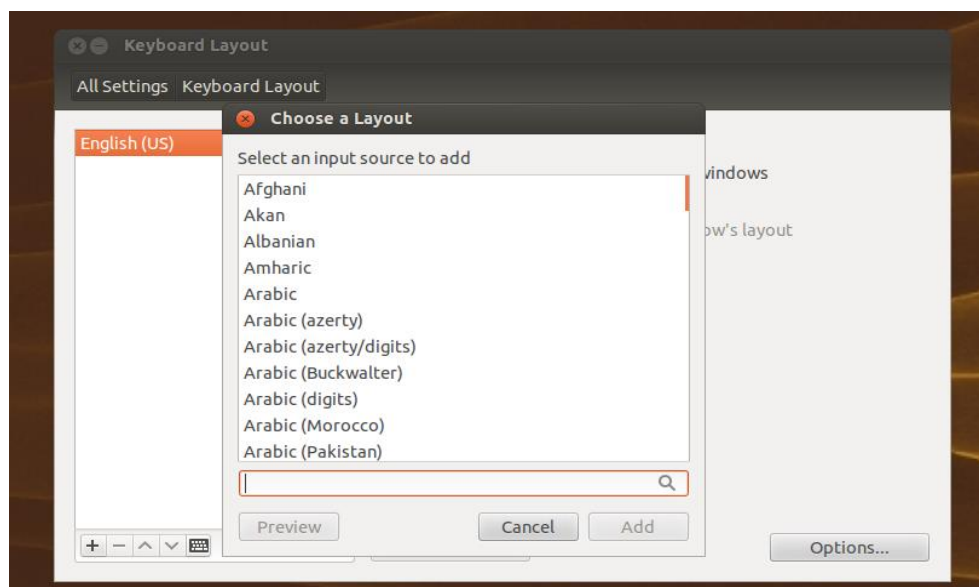 Keyboard Layout
All Settings Keyboard Layout
Choose a Layout
English (US)
Select an input source to add
Afghani
Akan
Albanian
Amharic
Arabic
Arabic (azerty)
Arabic (azerty/digits)
Arabic (Buckwalter)
Arabic (digits)
Arabic (Morocco)
Arabic (Pakistan)
windows
layout
Preview Cancel Add
Options...